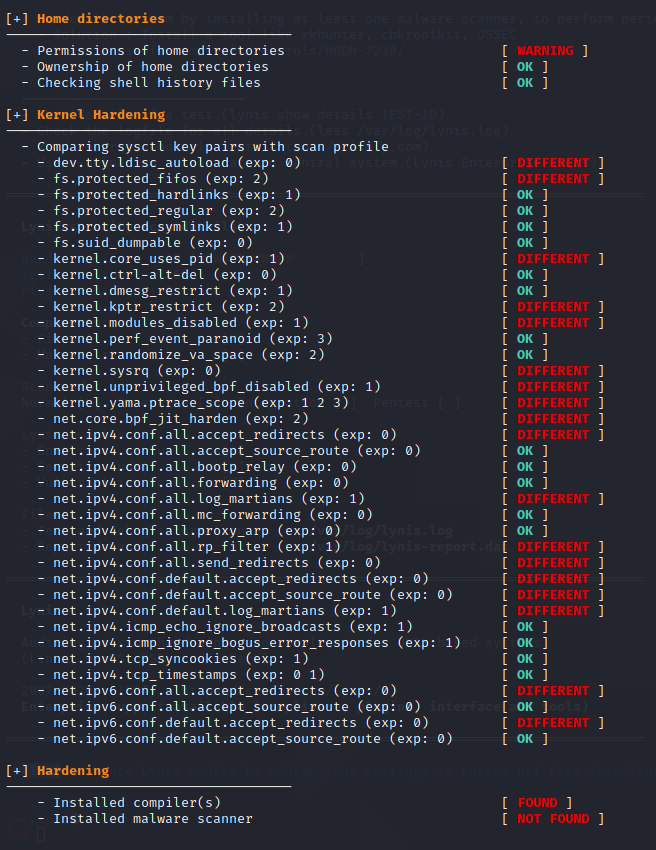 [+] Home directories
- Permissions of home directories [ WARNING ]
- Ownership of home directories [ OK ]
- Checking shell history files [ OK ]
[+] Kernel Hardening
- Comparing sysctl key pairs with scan profile
- dev.tty.ldisc_autoload (exp: 0) [ DIFFERENT ]
- fs.protected_fifos (exp: 2) [ DIFFERENT ]
- fs.protected_hardlinks (exp: 1) [ OK ]
- fs.protected_regular (exp: 2) [ OK ]
- fs.protected_symlinks (exp: 1) [ OK ]
- fs.suid_dumpable (exp: 0) [ OK ]
- kernel.core_uses_pid (exp: 1) [ DIFFERENT ]
- kernel.ctrl-alt-del (exp: 0) [ OK ]
- kernel.dmesg_restrict (exp: 1) [ OK ]
- kernel.kptr_restrict (exp: 2) [ DIFFERENT ]
- kernel.modules_disabled (exp: 1) [ DIFFERENT ]
- kernel.perf_event_paranoid (exp: 3) [ OK ]
- kernel.randomize_va_space (exp: 2) [ OK ]
- kernel.sysrq (exp: 0) [ DIFFERENT ]
- kernel.unprivileged_bpf_disabled (exp: 1) [ DIFFERENT ]
- kernel.yama.ptrace_scope (exp: 1 2 3) [ DIFFERENT ]
- net.core.bpf_jit_harden (exp: 2) [ DIFFERENT ]
- net.ipv4.conf.all.accept_redirects (exp: 0) [ DIFFERENT ]
- net.ipv4.conf.all.accept_source_route (exp: 0) [ OK ]
- net.ipv4.conf.all.bootp_relay (exp: 0) [ OK ]
- net.ipv4.conf.all.forwarding (exp: 0) [ OK ]
- net.ipv4.conf.all.log_martians (exp: 1) [ DIFFERENT ]
- net.ipv4.conf.all.mc_forwarding (exp: 0) [ OK ]
- net.ipv4.conf.all.proxy_arp (exp: 0) [ OK ]
- net.ipv4.conf.all.rp_filter (exp: 1) [ DIFFERENT ]
- net.ipv4.conf.all.send_redirects (exp: 0) [ DIFFERENT ]
- net.ipv4.conf.default.accept_redirects (exp: 0) [ DIFFERENT ]
- net.ipv4.conf.default.accept_source_route (exp: 0) [ DIFFERENT ]
- net.ipv4.conf.default.log_martians (exp: 1) [ DIFFERENT ]
- net.ipv4.icmp_echo_ignore_broadcasts (exp: 1) [ OK ]
- net.ipv4.icmp_ignore_bogus_error_responses (exp: 1) [ OK ]
- net.ipv4.tcp_syncookies (exp: 1) [ OK ]
- net.ipv4.tcp_timestamps (exp: 0 1) [ OK ]
- net.ipv6.conf.all.accept_redirects (exp: 0) [ DIFFERENT ]
- net.ipv6.conf.all.accept_source_route (exp: 0) [ OK ]
- net.ipv6.conf.default.accept_redirects (exp: 0) [ DIFFERENT ]
- net.ipv6.conf.default.accept_source_route (exp: 0) [ OK ]
[+] Hardening
- Installed compiler(s) [ FOUND ]
- Installed malware scanner [ NOT FOUND ]